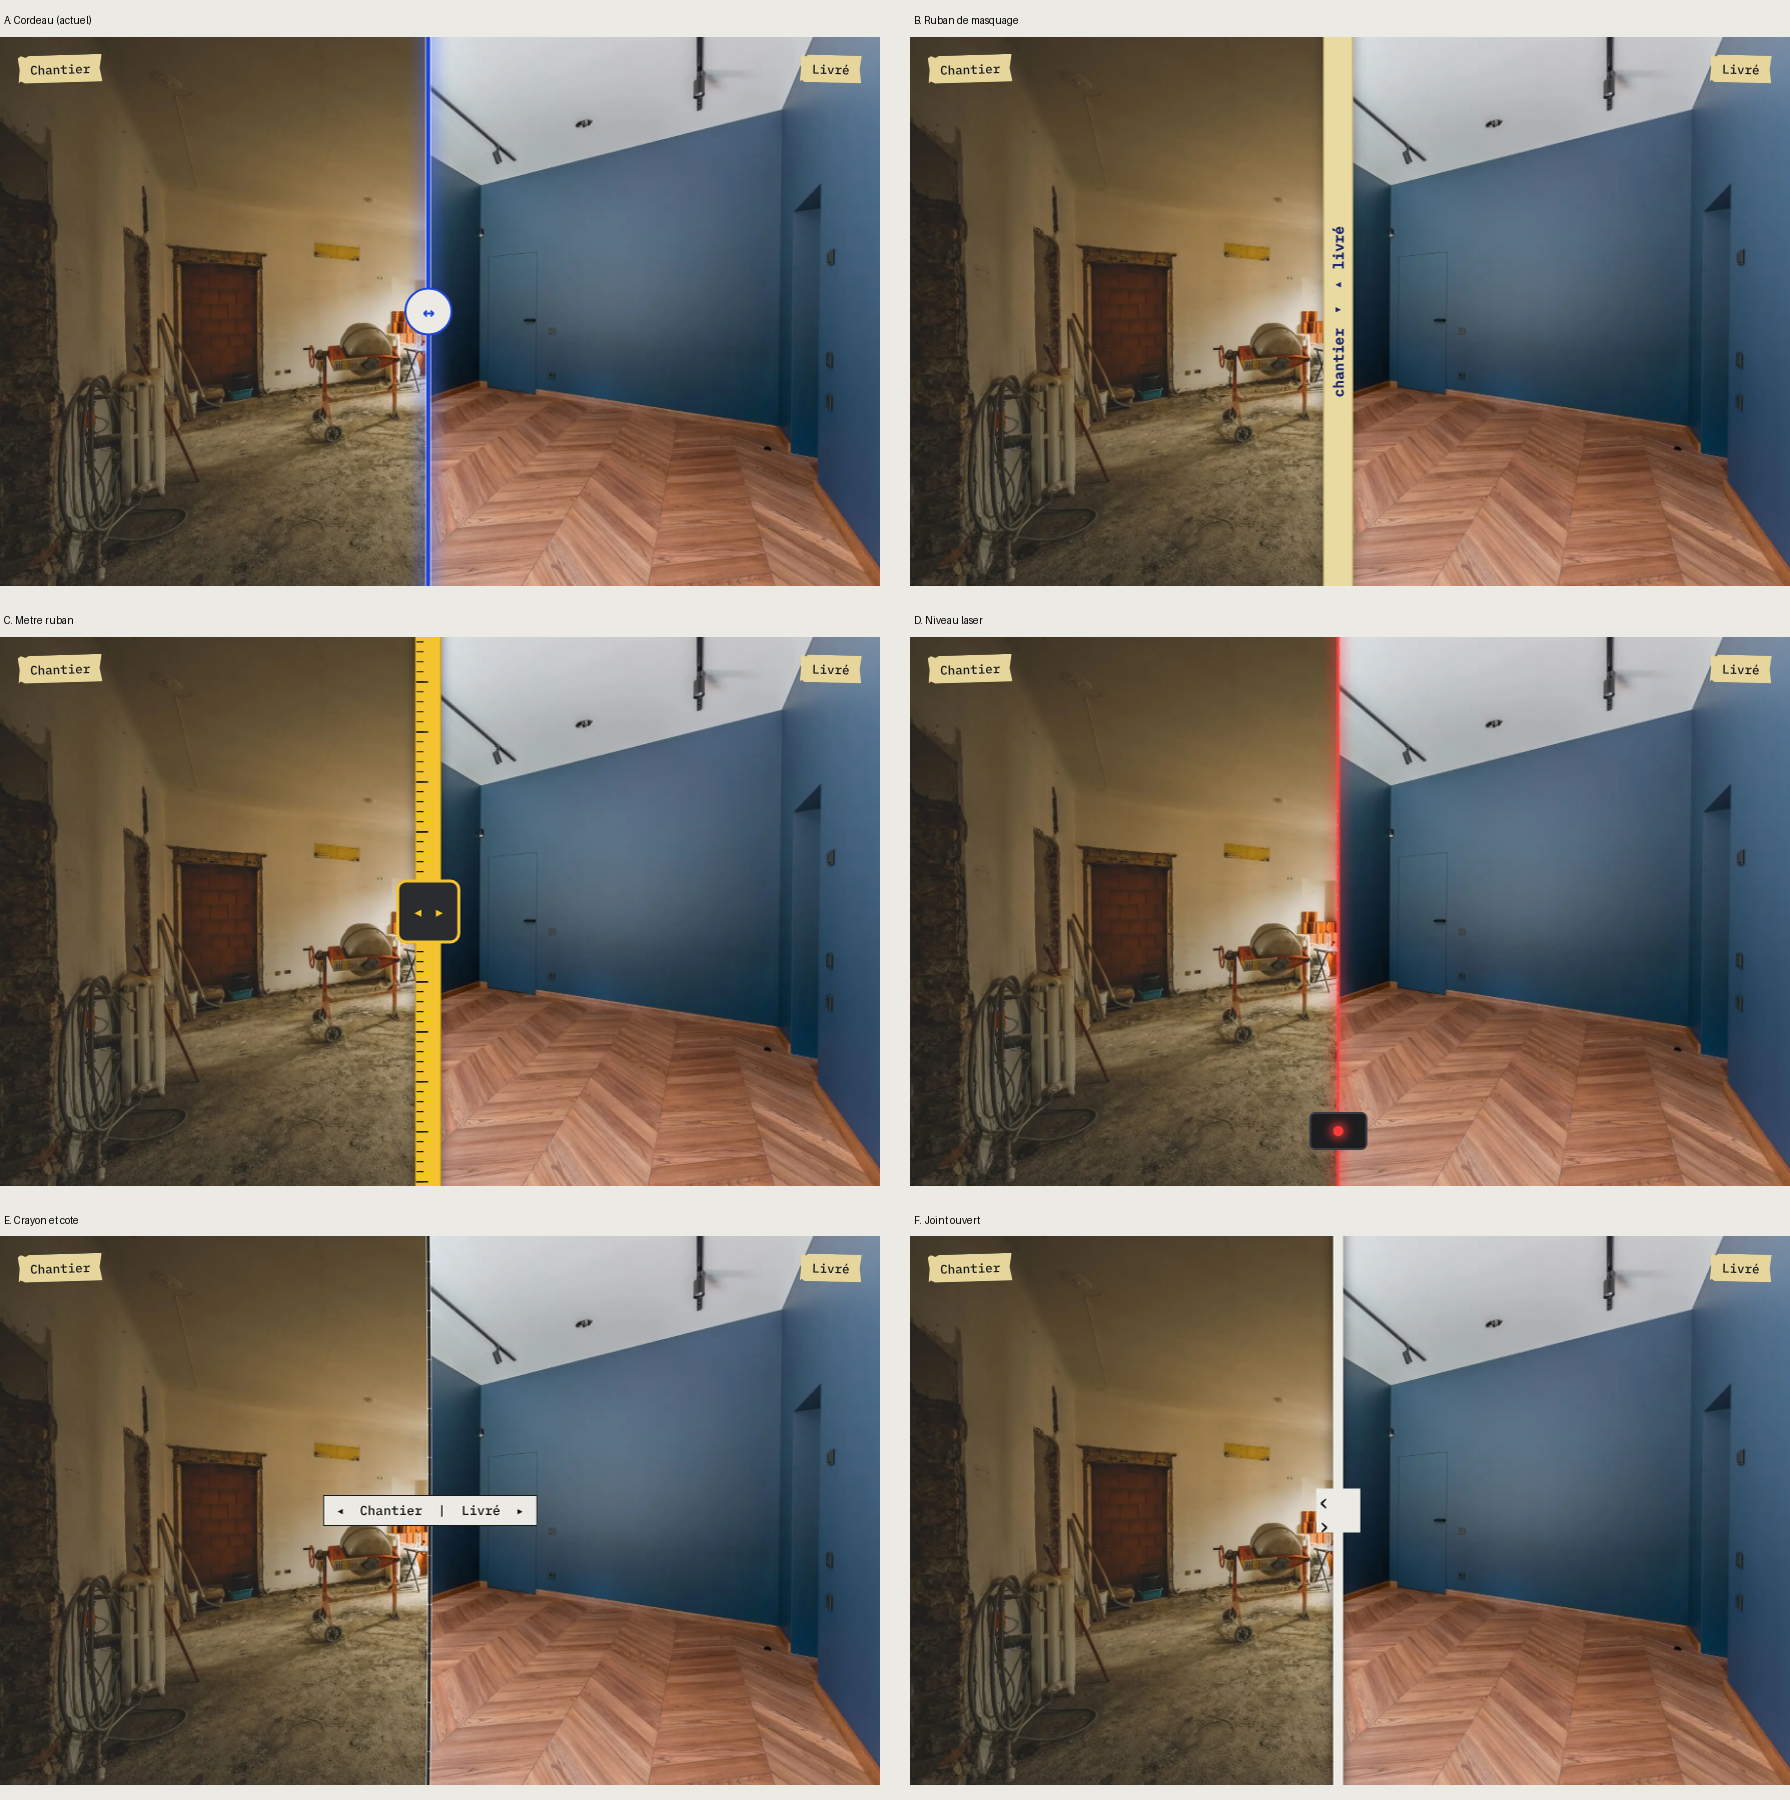 A. Cordeau (actuel)
B. Ruban de masquage
Chantier
Livré
Chantier
Livré
chantier ▾ ▴ livré
C. Metre ruban
D. Niveau laser
Chantier
Livré
Chantier
Livré
E. Crayon et cote
F. Joint ouvert
Chantier
Livré
Chantier
Livré
◂ Chantier | Livré ▸